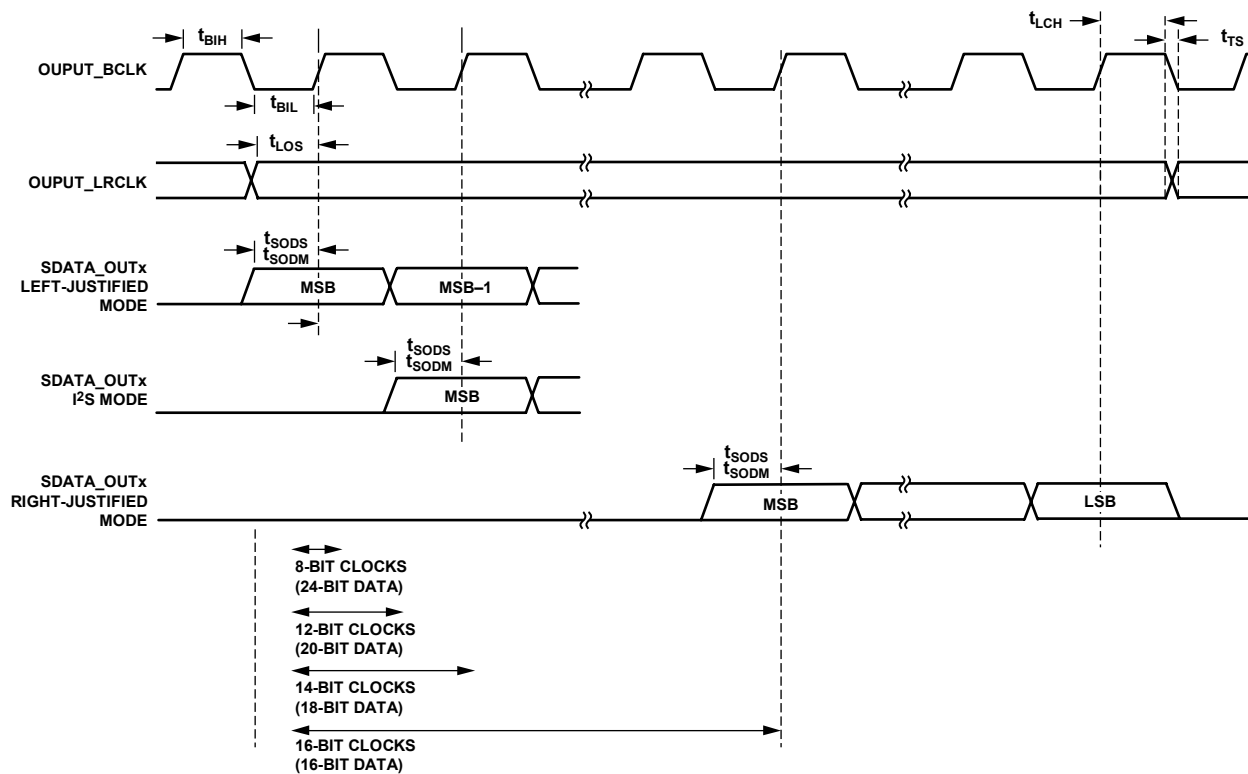 tBIH
tLCH
tTS
OUPUT_BCLK
tBIL
tLOS
OUPUT_LRCLK
tSODS
tSODM
SDATA_OUTx
LEFT-JUSTIFIED
MODE
MSB
MSB–1
tSODS
tSODM
SDATA_OUTx
I²S MODE
MSB
tSODS
tSODM
SDATA_OUTx
RIGHT-JUSTIFIED
MODE
MSB
LSB
8-BIT CLOCKS
(24-BIT DATA)
12-BIT CLOCKS
(20-BIT DATA)
14-BIT CLOCKS
(18-BIT DATA)
16-BIT CLOCKS
(16-BIT DATA)